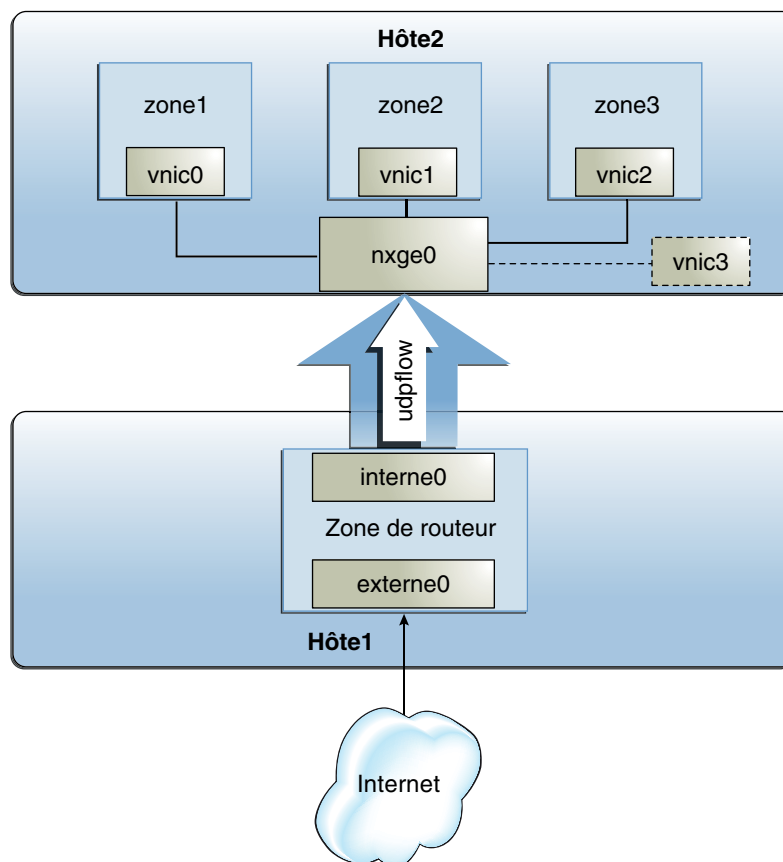 Hôte2
zone1
zone2
zone3
vnic0
vnic1
vnic2
nxge0
vnic3
udpflow
interne0
Zone de routeur
externe0
Hôte1
Internet